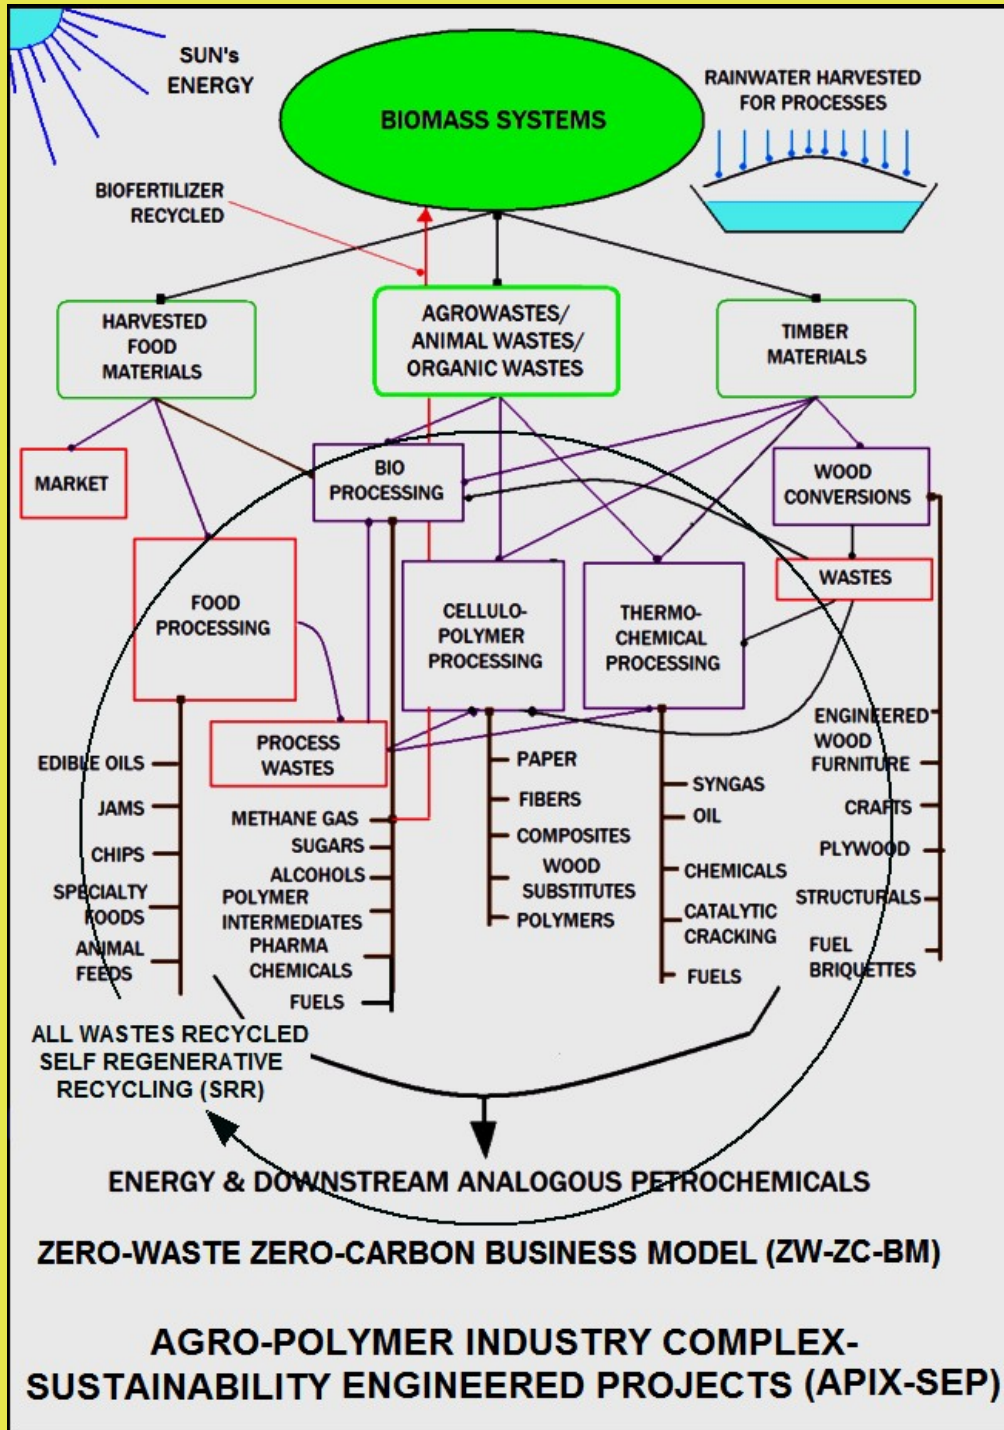 SUN's
ENERGY
BIOMASS SYSTEMS
RAINWATER HARVESTED
FOR PROCESSES
BIOFERTILIZER
RECYCLED
HARVESTED
FOOD
MATERIALS
AGROWASTES/
ANIMAL WASTES/
ORGANIC WASTES
TIMBER
MATERIALS
MARKET
BIO
PROCESSING
WOOD
CONVERSIONS
WASTES
FOOD
PROCESSING
CELLULO-
POLYMER
PROCESSING
THERMO-
CHEMICAL
PROCESSING
PROCESS
WASTES
EDIBLE OILS
JAMS
CHIPS
SPECIALTY
FOODS
ANIMAL
FEEDS
METHANE GAS
SUGARS
ALCOHOLS
POLYMER
INTERMEDIATES
PHARMA
CHEMICALS
FUELS
PAPER
FIBERS
COMPOSITES
WOOD
SUBSTITUTES
POLYMERS
SYNGAS
OIL
CHEMICALS
CATALYTIC
CRACKING
FUELS
ENGINEERED
WOOD
FURNITURE
CRAFTS
PLYWOOD
STRUCTURALS
FUEL
BRIQUETTES
ALL WASTES RECYCLED
SELF REGENERATIVE
RECYCLING (SRR)
ENERGY & DOWNSTREAM ANALOGOUS PETROCHEMICALS
ZERO-WASTE ZERO-CARBON BUSINESS MODEL (ZW-ZC-BM)
AGRO-POLYMER INDUSTRY COMPLEX-
SUSTAINABILITY ENGINEERED PROJECTS (APIX-SEP)